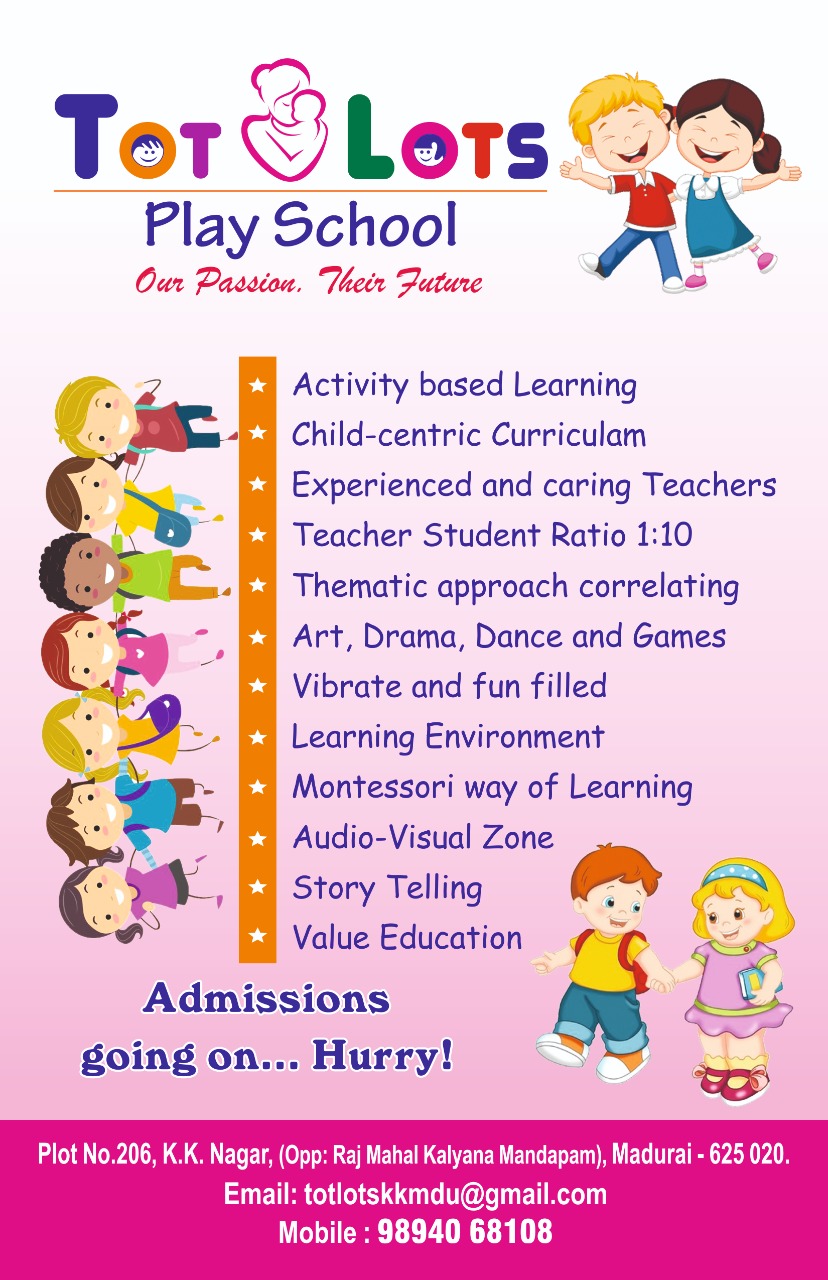 Tot Lots
Play School
Our Passion. Their Future
Activity based Learning
Child-centric Curriculam
Experienced and caring Teachers
Teacher Student Ratio 1:10
Thematic approach correlating
Art, Drama, Dance and Games
Vibrate and fun filled
Learning Environment
Montessori way of Learning
Audio-Visual Zone
Story Telling
Value Education
Admissions
going on... Hurry!
Plot No.206, K.K. Nagar, (Opp: Raj Mahal Kalyana Mandapam), Madurai - 625 020.
Email: totlotskkmdu@gmail.com
Mobile : 98940 68108